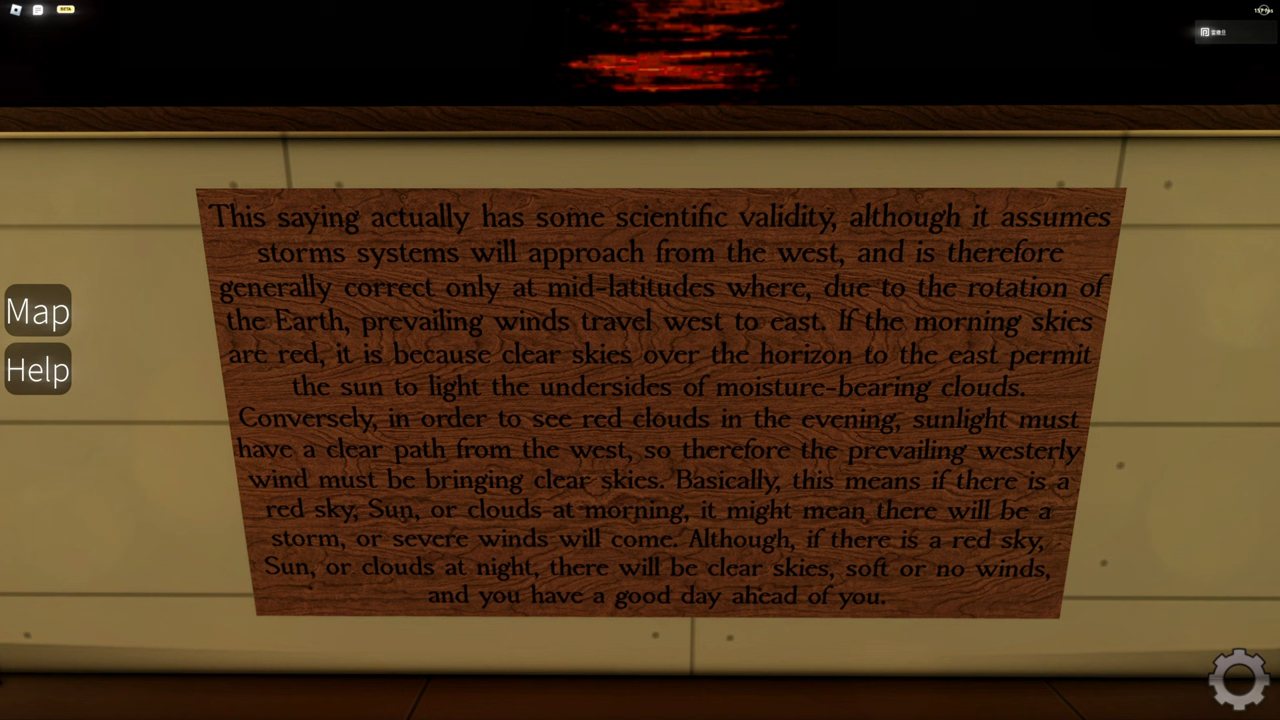 BETA
This saying actually has some scientific validity, although it assumes
storms systems will approach from the west, and is therefore
generally correct only at mid-latitudes where, due to the rotation of
the Earth, prevailing winds travel west to east. If the morning skies
are red, it is because clear skies over the horizon to the east permit
the sun to light the undersides of moisture-bearing clouds.
Conversely, in order to see red clouds in the evening, sunlight must
have a clear path from the west, so therefore the prevailing westerly
wind must be bringing clear skies. Basically, this means if there is a
red sky, Sun, or clouds at morning, it might mean there will be a
storm, or severe winds will come. Although, if there is a red sky,
Sun, or clouds at night, there will be clear skies, soft or no winds,
and you have a good day ahead of you.
Map
Help